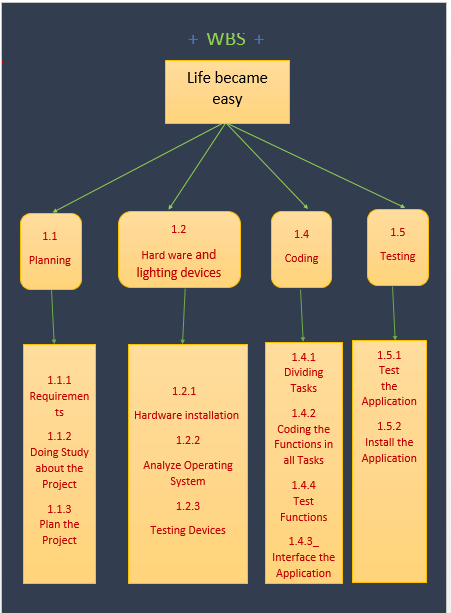 + WBS +
Life became
easy
1.1
Planning
1.2
Hard ware and
lighting devices
1.4
Coding
1.5
Testing
1.1.1
Requiremen
ts
1.1.2
Doing Study
about the
Project
1.1.3
Plan the
Project
1.2.1
Hardware installation
1.2.2
Analyze Operating
System
1.2.3
Testing Devices
1.4.1
Dividing
Tasks
1.4.2
Coding the
Functions in
all Tasks
1.4.4
Test
Functions
1.4.3_
Interface the
Application
1.5.1
Test
the
Application
1.5.2
Install the
Application